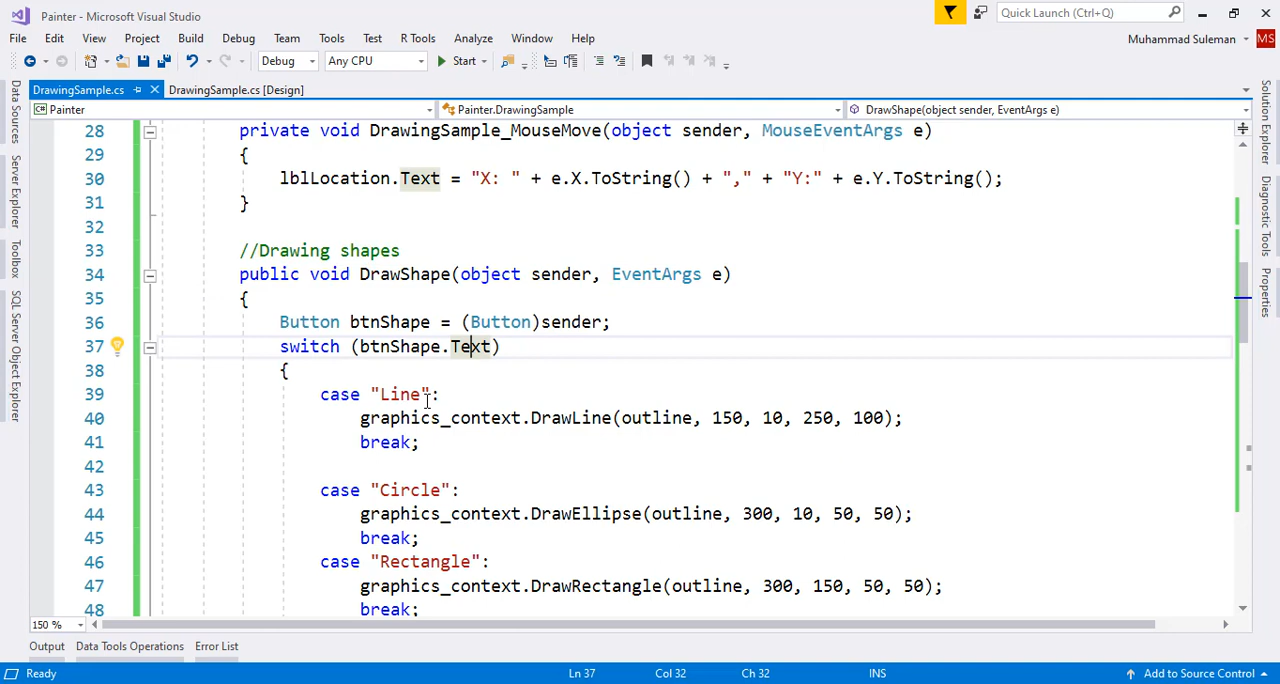 Painter - Microsoft Visual Studio
Quick Launch (Ctrl+Q)
File Edit View Project Build Debug Team Tools Test R Tools Analyze Window Help
Muhammad Suleman MS
Debug Any CPU Start
DrawingSample.cs DrawingSample.cs [Design]
Painter Painter.DrawingSample DrawShape(object sender, EventArgs e)
Data Sources
Server Explorer
Toolbox
SQL Server Object Explorer
28 private void DrawingSample_MouseMove(object sender, MouseEventArgs e)
29 {
30 lblLocation.Text = "X: " + e.X.ToString() + "," + "Y:" + e.Y.ToString();
31 }
32
33 //Drawing shapes
34 public void DrawShape(object sender, EventArgs e)
35 {
36 Button btnShape = (Button)sender;
37 switch (btnShape.Text)
38 {
39 case "Line":
40 graphics_context.DrawLine(outline, 150, 10, 250, 100);
41 break;
42
43 case "Circle":
44 graphics_context.DrawEllipse(outline, 300, 10, 50, 50);
45 break;
46 case "Rectangle":
47 graphics_context.DrawRectangle(outline, 300, 150, 50, 50);
48 break;
Solution Explorer
Diagnostic Tools
Properties
150 %
Output Data Tools Operations Error List
Ready Ln 37 Col 32 Ch 32 INS Add to Source Control